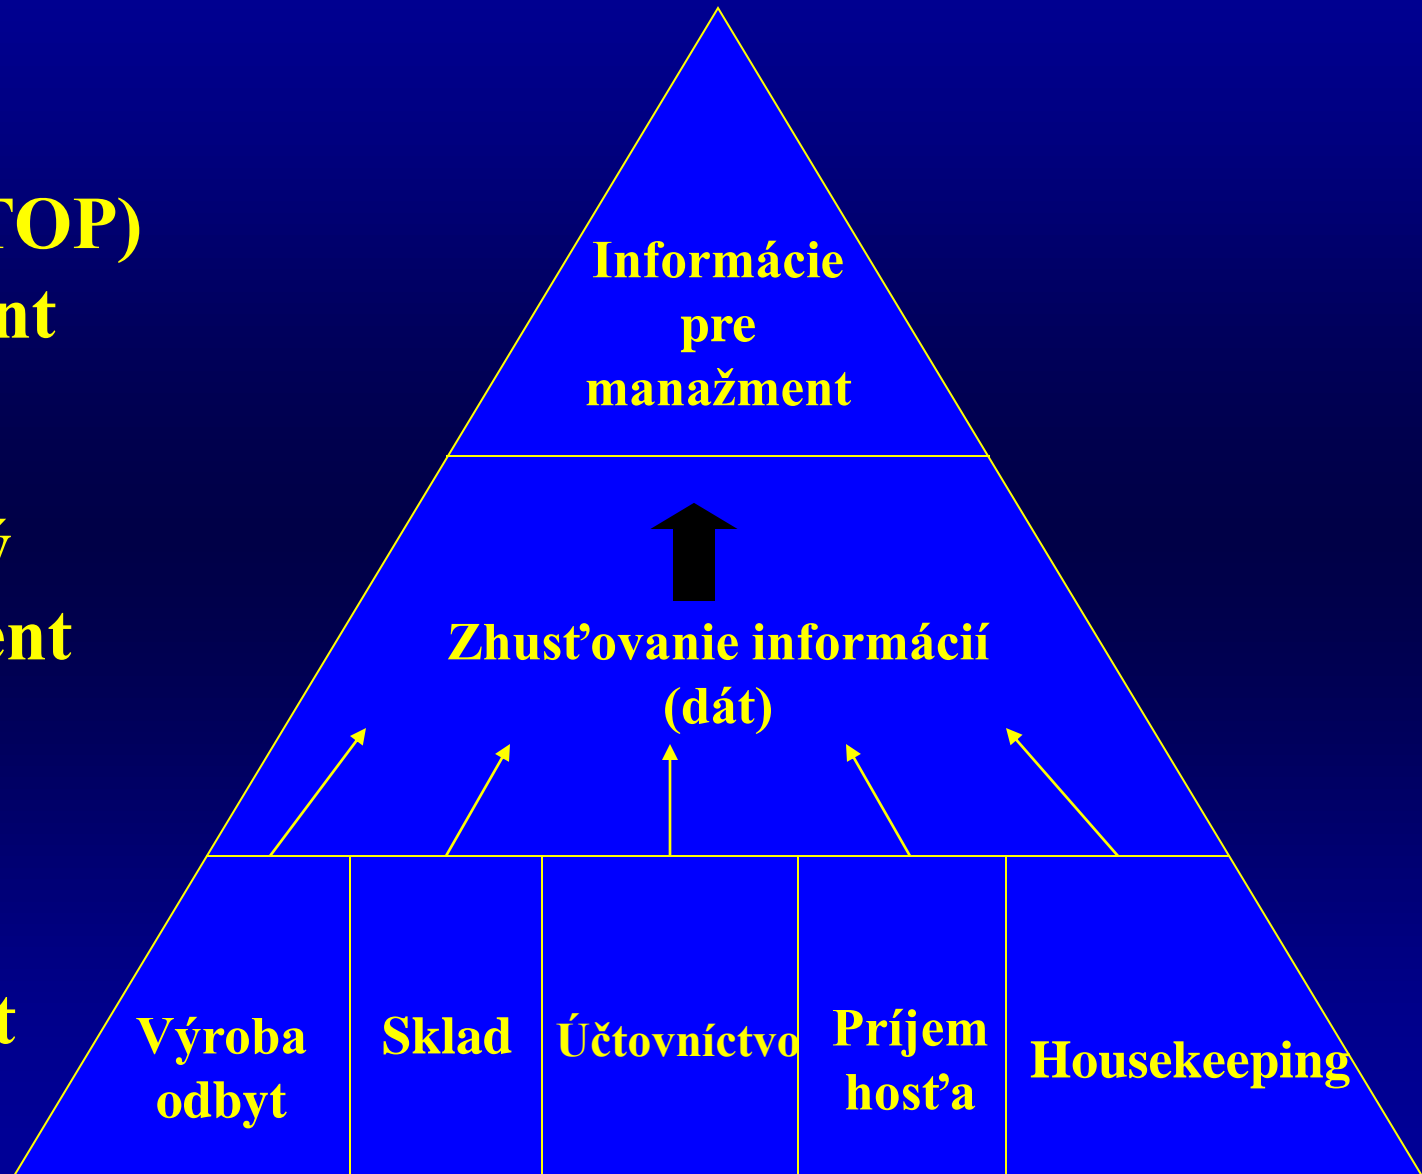 TOP)
nt
Informácie
pre
manažment
ý
ent
Zhusťovanie informácií
(dát)
t
Výroba
odbyt
Sklad
Účtovníctvo
Príjem
hosťa
Housekeeping